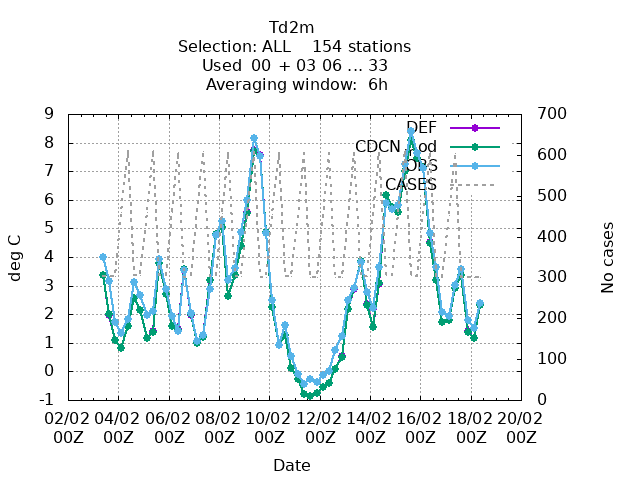 Td2m
Selection: ALL    154 stations
Used  00 + 03 06 ... 33
Averaging window:  6h
deg C
No cases
9
8
7
6
5
4
3
2
1
0
-1
700
600
500
400
300
200
100
0
DEF
CDCN
od
OBS
CASES
02/02 04/02 06/02 08/02 10/02 12/02 14/02 16/02 18/02 20/02
00Z 00Z 00Z 00Z 00Z 00Z 00Z 00Z 00Z 00Z
Date